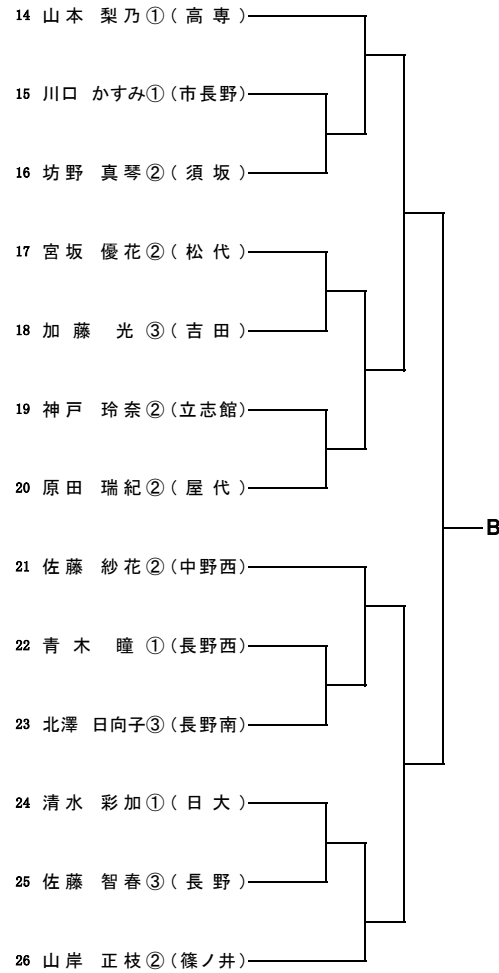 14 山本 梨乃①(高専)
15 川口 かすみ①(市長野)
16 坊野 真琴②(須坂)
17 宮坂 優花②(松代)
18 加藤 光③(吉田)
19 神戸 玲奈②(立志館)
20 原田 瑞紀②(屋代)
B
21 佐藤 紗花②(中野西)
22 青木 瞳①(長野西)
23 北澤 日向子③(長野南)
24 清水 彩加①(日大)
25 佐藤 智春③(長野)
26 山岸 正枝②(篠ノ井)